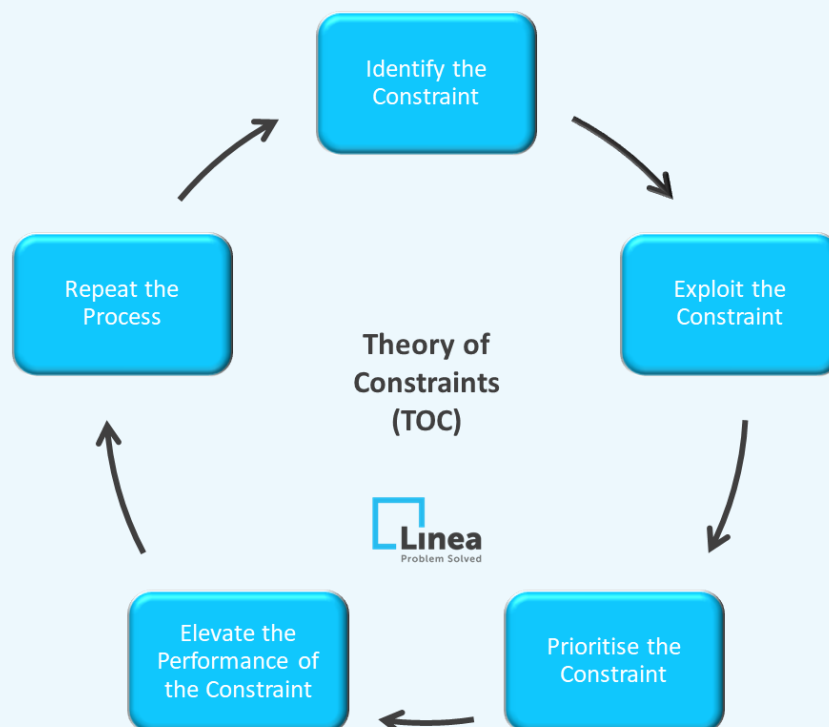 Identify the
Constraint
Exploit the
Constraint
Prioritise the
Constraint
Elevate the
Performance of
the Constraint
Repeat the
Process
Theory of
Constraints
(TOC)
Linea
Problem Solved